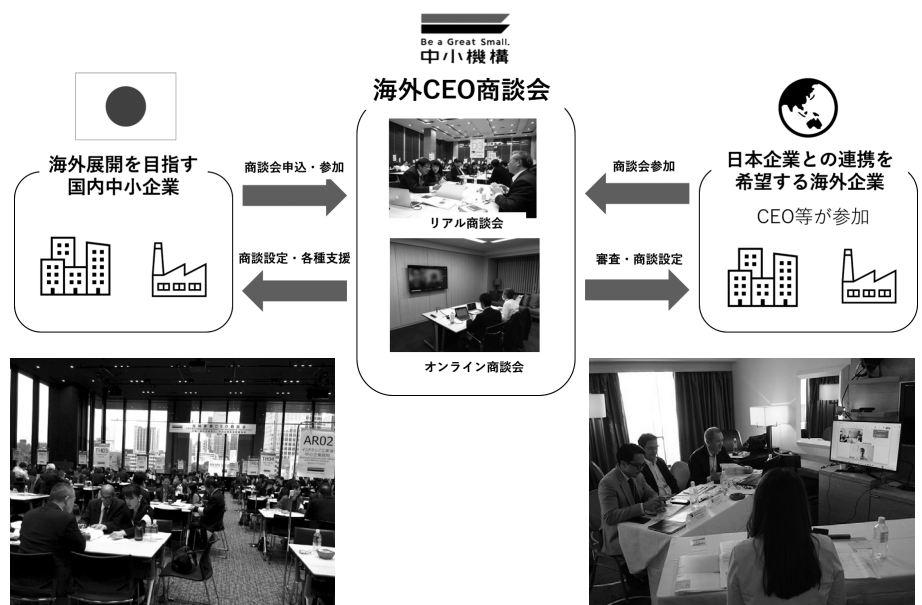 Be a Great Small.
中小機構
海外CEO商談会
海外展開を目指す
国内中小企業
商談会申込・参加
商談設定・各種支援
リアル商談会
オンライン商談会
商談会参加
審査・商談設定
日本企業との連携を
希望する海外企業
CEO等が参加
AR02